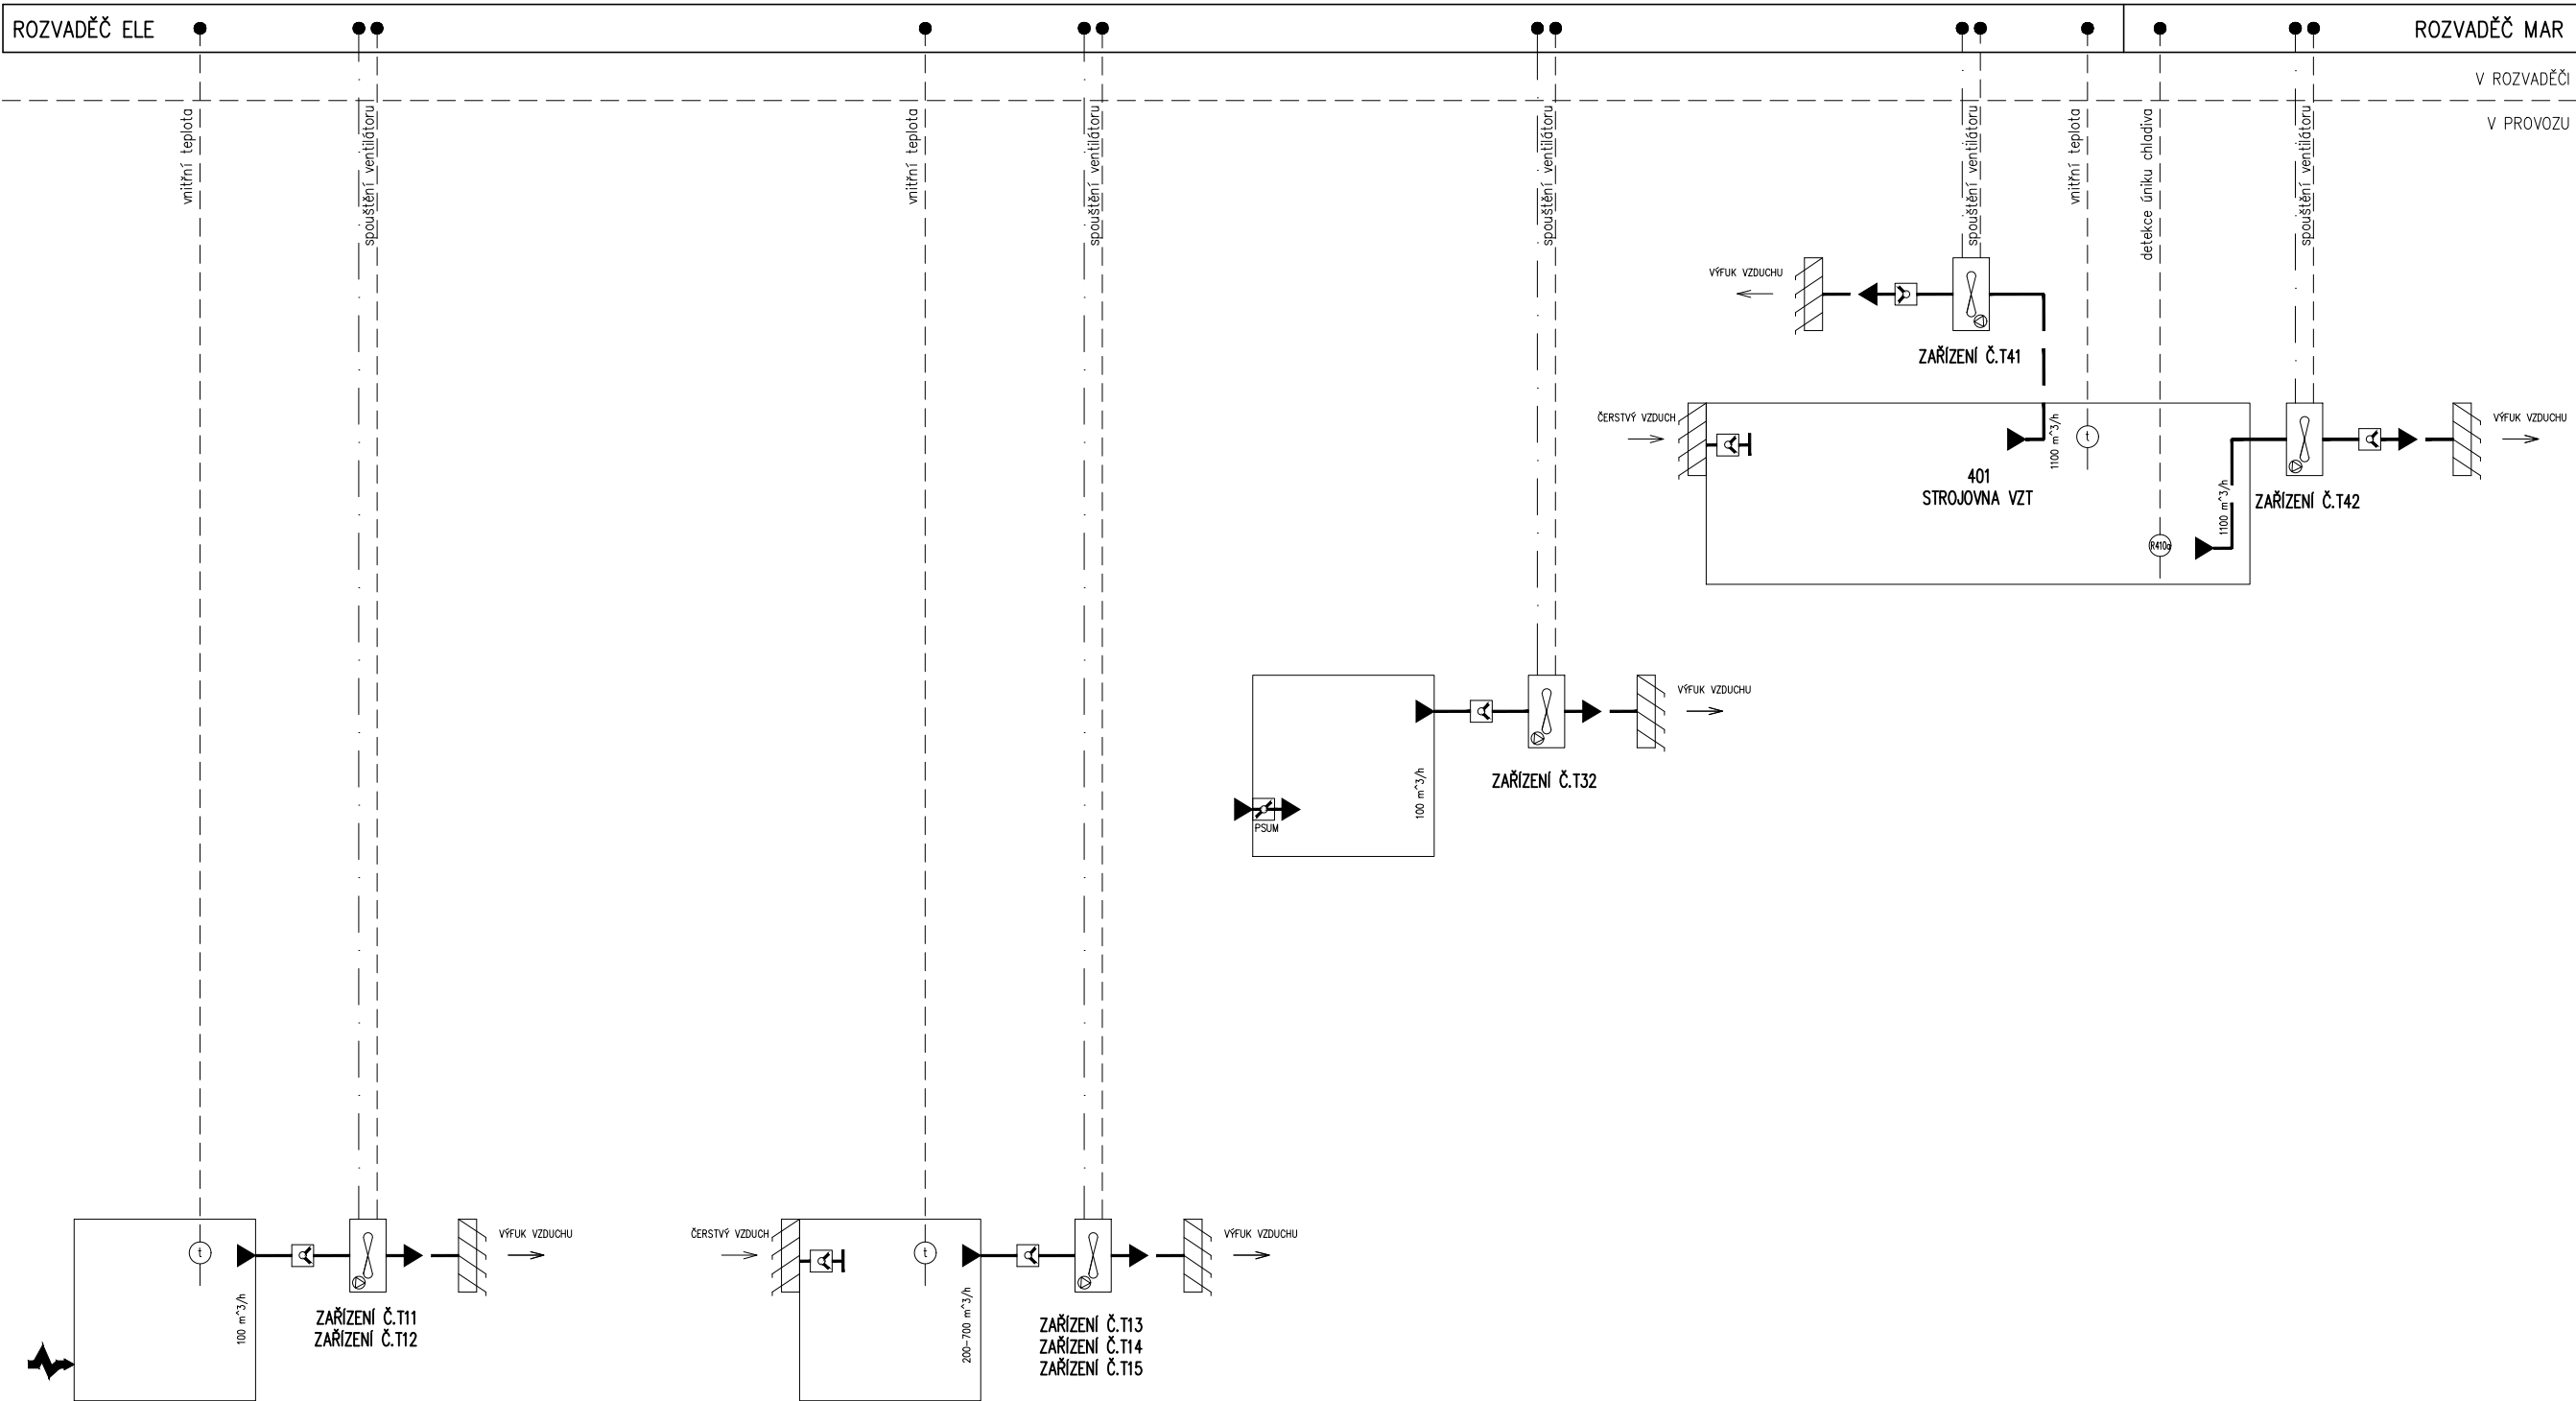 ROZVADĚČ ELE
ROZVADĚČ MAR
V ROZVADĚČI
V PROVOZU
vnitřní teplota
spouštění ventilátoru
vnitřní teplota
spouštění ventilátoru
spouštění ventilátoru
spouštění ventilátoru
vnitřní teplota
detekce úniku chladiva
spouštění ventilátoru
VÝFUK VZDUCHU
ZAŘÍZENÍ Č.T41
ČERSTVÝ VZDUCH
1100 m^3/h
t
VÝFUK VZDUCHU
401
STROJOVNA VZT
1100 m^3/h
ZAŘÍZENÍ Č.T42
R410a
VÝFUK VZDUCHU
100 m^3/h
ZAŘÍZENÍ Č.T32
PSUM
t
VÝFUK VZDUCHU
100 m^3/h
ZAŘÍZENÍ Č.T11
ZAŘÍZENÍ Č.T12
ČERSTVÝ VZDUCH
t
VÝFUK VZDUCHU
200-700 m^3/h
ZAŘÍZENÍ Č.T13
ZAŘÍZENÍ Č.T14
ZAŘÍZENÍ Č.T15